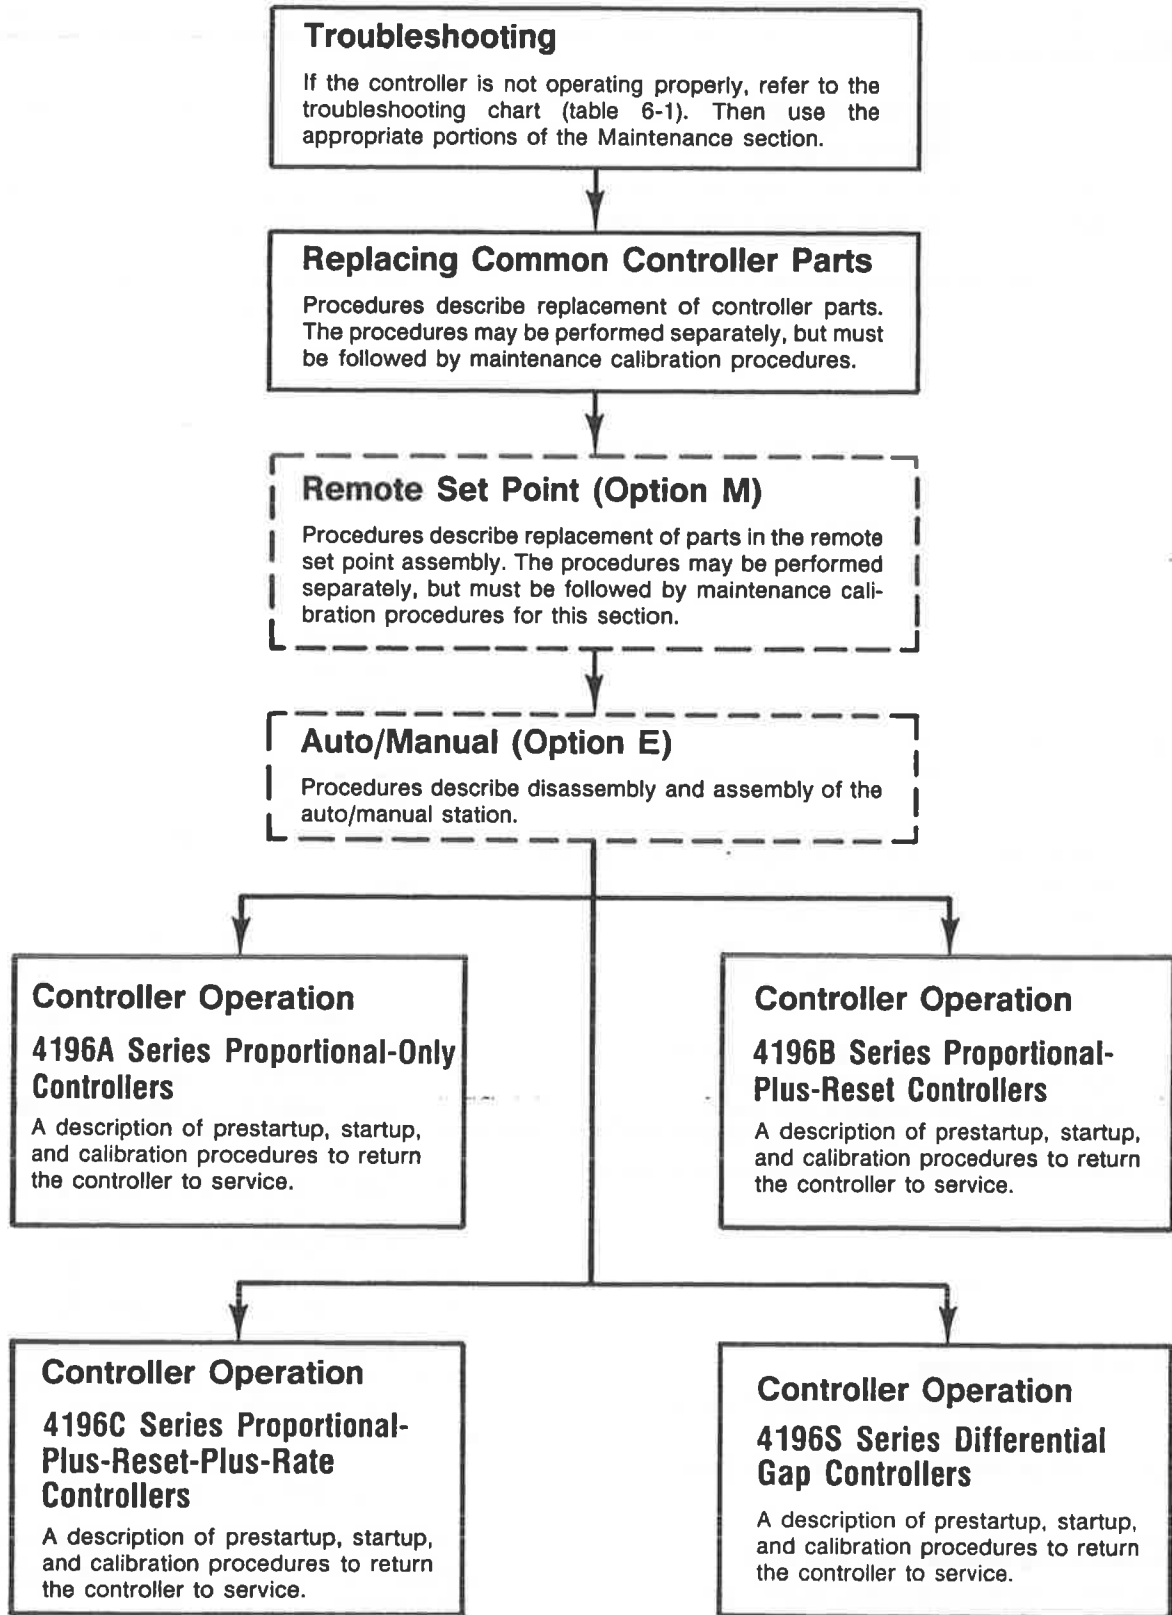 Troubleshooting
If the controller is not operating properly, refer to the
troubleshooting chart (table 6-1). Then use the
appropriate portions of the Maintenance section.
Replacing Common Controller Parts
Procedures describe replacement of controller parts.
The procedures may be performed separately, but must
be followed by maintenance calibration procedures.
Remote Set Point (Option M)
Procedures describe replacement of parts in the remote
set point assembly. The procedures may be performed
separately, but must be followed by maintenance cali-
bration procedures for this section.
Auto/Manual (Option E)
Procedures describe disassembly and assembly of the
auto/manual station.
Controller Operation
4196A Series Proportional-Only
Controllers
A description of prestartup, startup,
and calibration procedures to return
the controller to service.
Controller Operation
4196B Series Proportional-
Plus-Reset Controllers
A description of prestartup, startup,
and calibration procedures to return
the controller to service.
Controller Operation
4196C Series Proportional-
Plus-Reset-Plus-Rate
Controllers
A description of prestartup, startup,
and calibration procedures to return
the controller to service.
Controller Operation
4196S Series Differential
Gap Controllers
A description of prestartup, startup,
and calibration procedures to return
the controller to service.